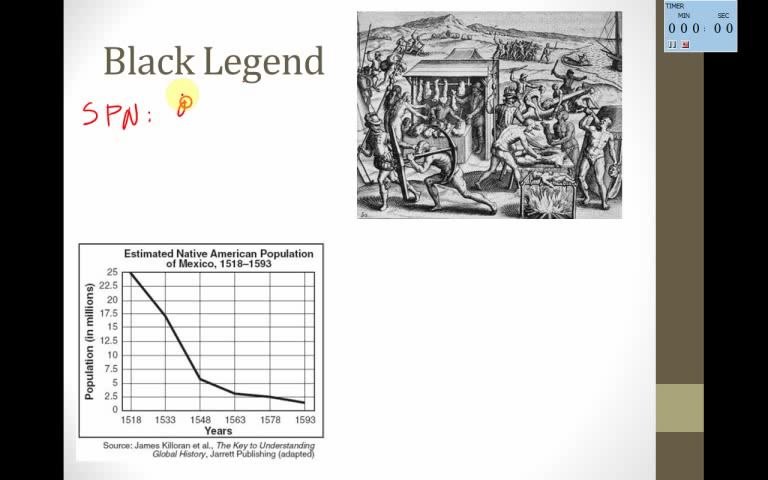 Black Legend
SPN:
TIMER
MIN SEC
000:00
Estimated Native American Population
of Mexico, 1518–1593
Population (in millions)
25
22.5
20
17.5
15
12.5
10
7.5
5
2.5
0
1518 1533 1548 1563 1578 1593
Years
Source: James Killoran et al., The Key to Understanding
Global History, Jarrett Publishing (adapted)